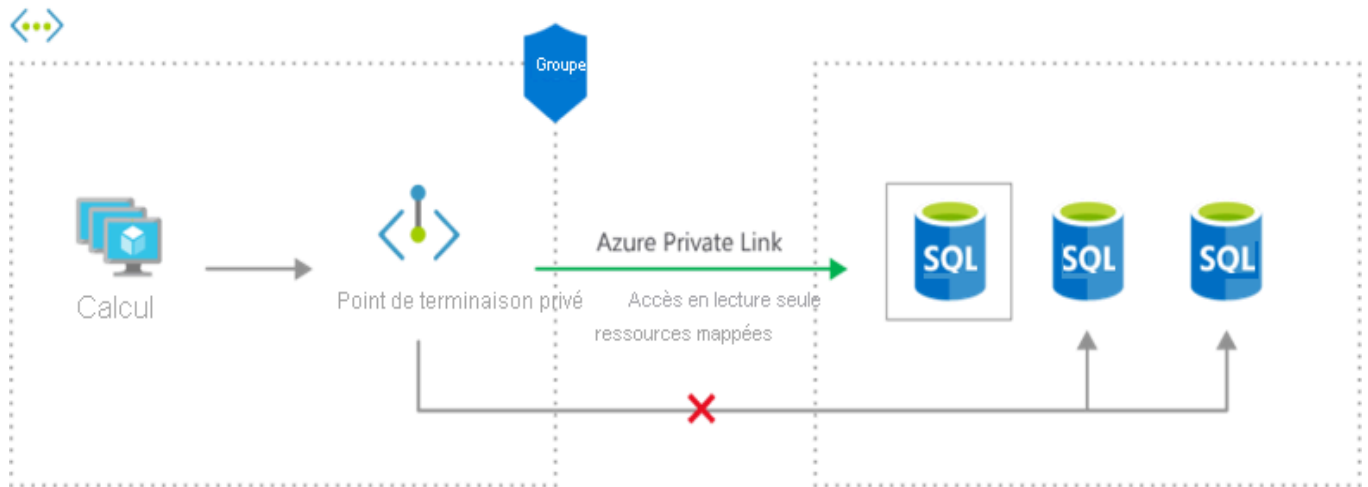 Groupe
Azure Private Link
SQL
SQL
SQL
Calcul
Point de terminaison privé
Accès en lecture seule
ressources mappées